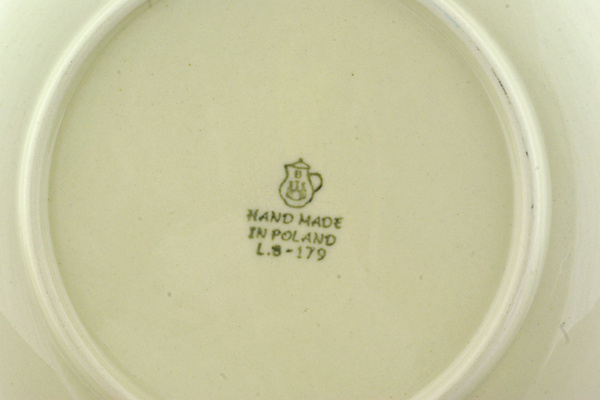 B
HAND MADE
IN POLAND
L.S-179